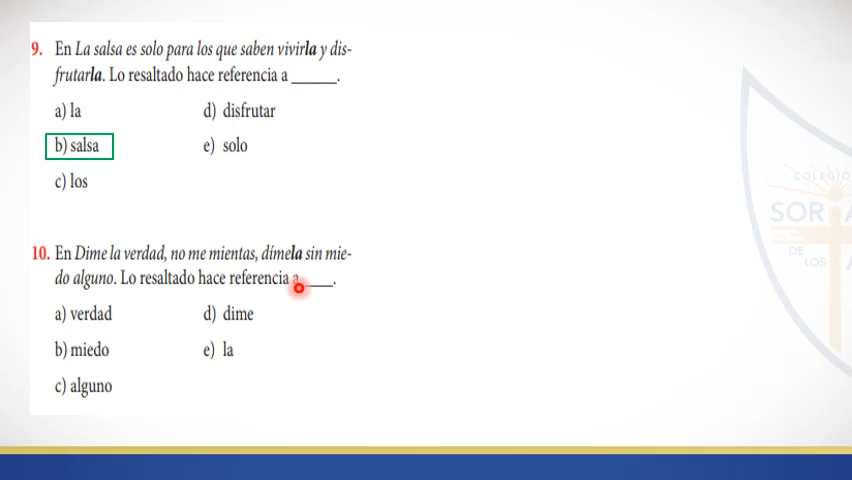 9. En La salsa es solo para los que saben vivirla y dis-
frutarla. Lo resaltado hace referencia a ______.
a) la
d) disfrutar
b) salsa
e) solo
c) los
10. En Dime la verdad, no me mientas, dímela sin mie-
do alguno. Lo resaltado hace referencia a ____.
a) verdad
d) dime
b) miedo
e) la
c) alguno
COLEGIO
SOR
DE
LOS